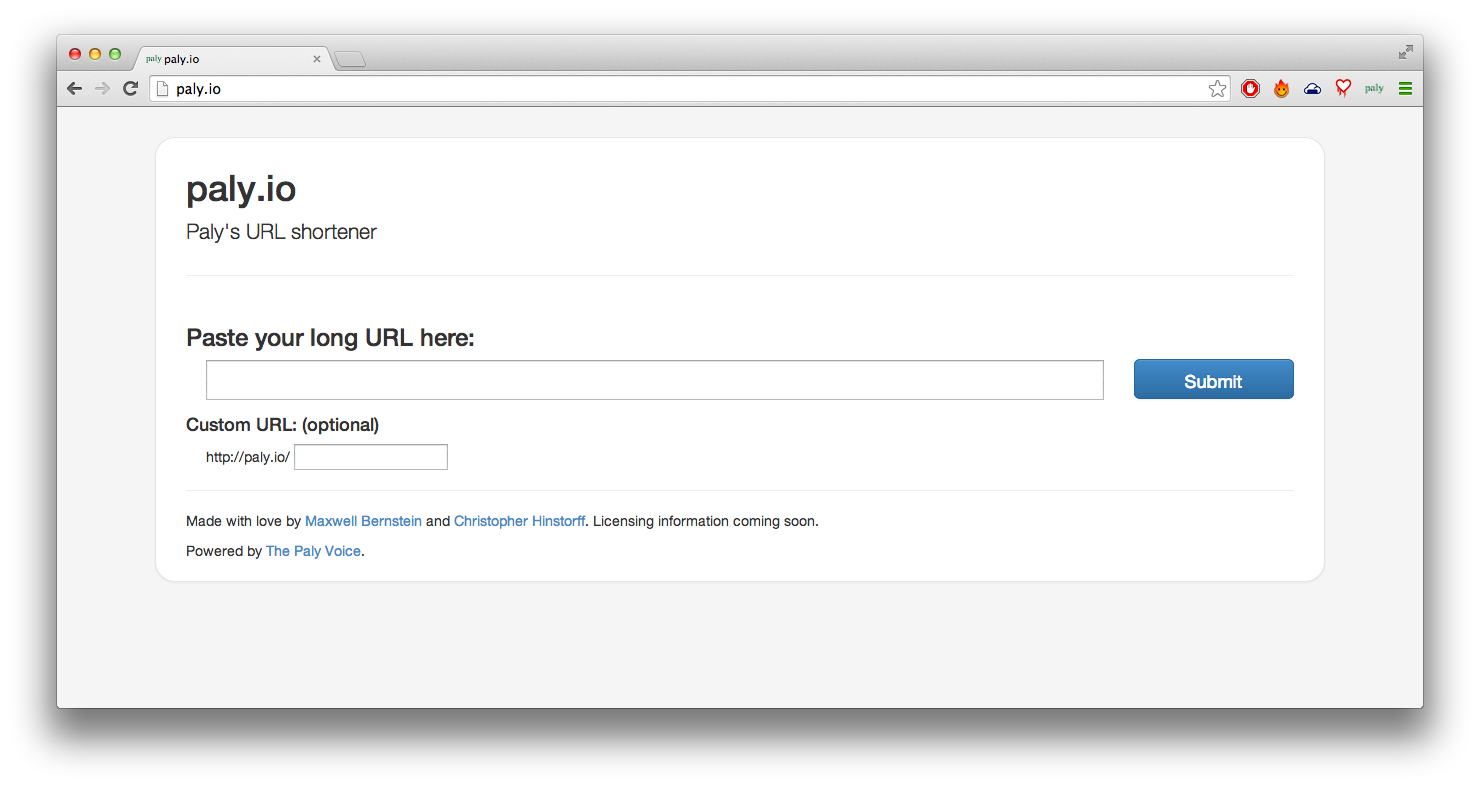 paly paly.io
paly.io
paly
paly.io
Paly's URL shortener
Paste your long URL here:
Submit
Custom URL: (optional)
http://paly.io/
Made with love by Maxwell Bernstein and Christopher Hinstorff. Licensing information coming soon.
Powered by The Paly Voice.